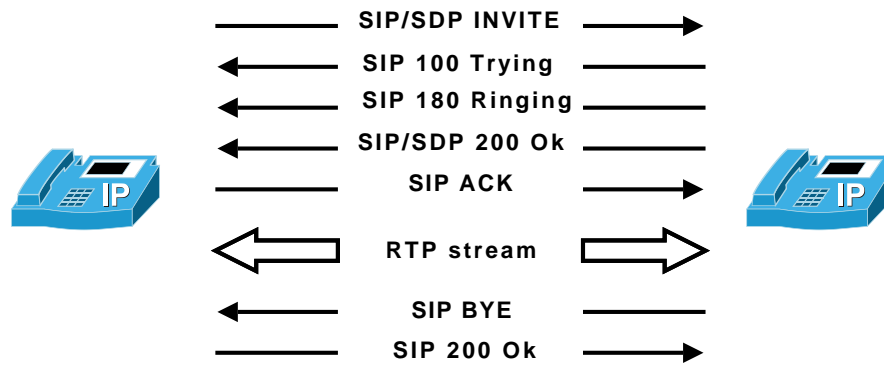 SIP/SDP INVITE
SIP 100 Trying
SIP 180 Ringing
SIP/SDP 200 Ok
SIP ACK
IP
IP
RTP stream
SIP BYE
SIP 200 Ok